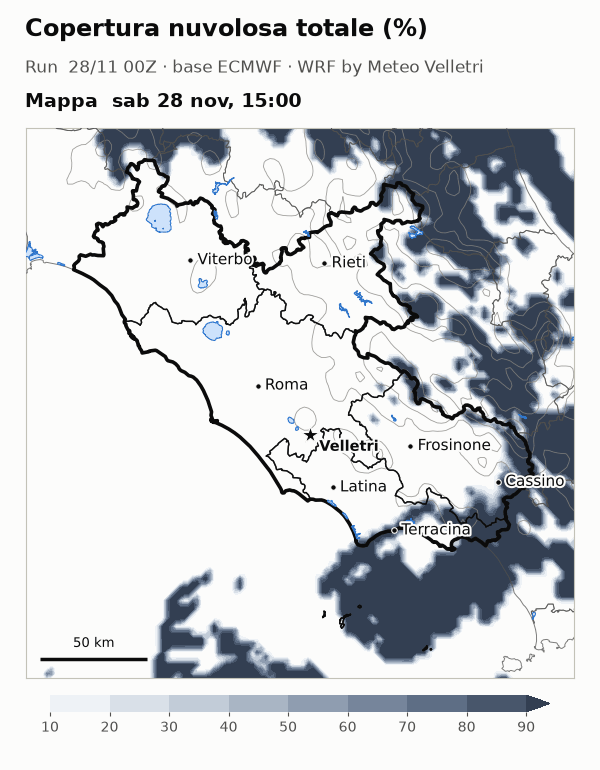 Copertura nuvolosa totale (%)
Run 28/11 00Z · base ECMWF · WRF by Meteo Velletri
Mappa sab 28 nov, 15:00
Viterbo
Rieti
Roma
Velletri
Frosinone
Cassino
Latina
Terracina
50 km
10 20 30 40 50 60 70 80 90